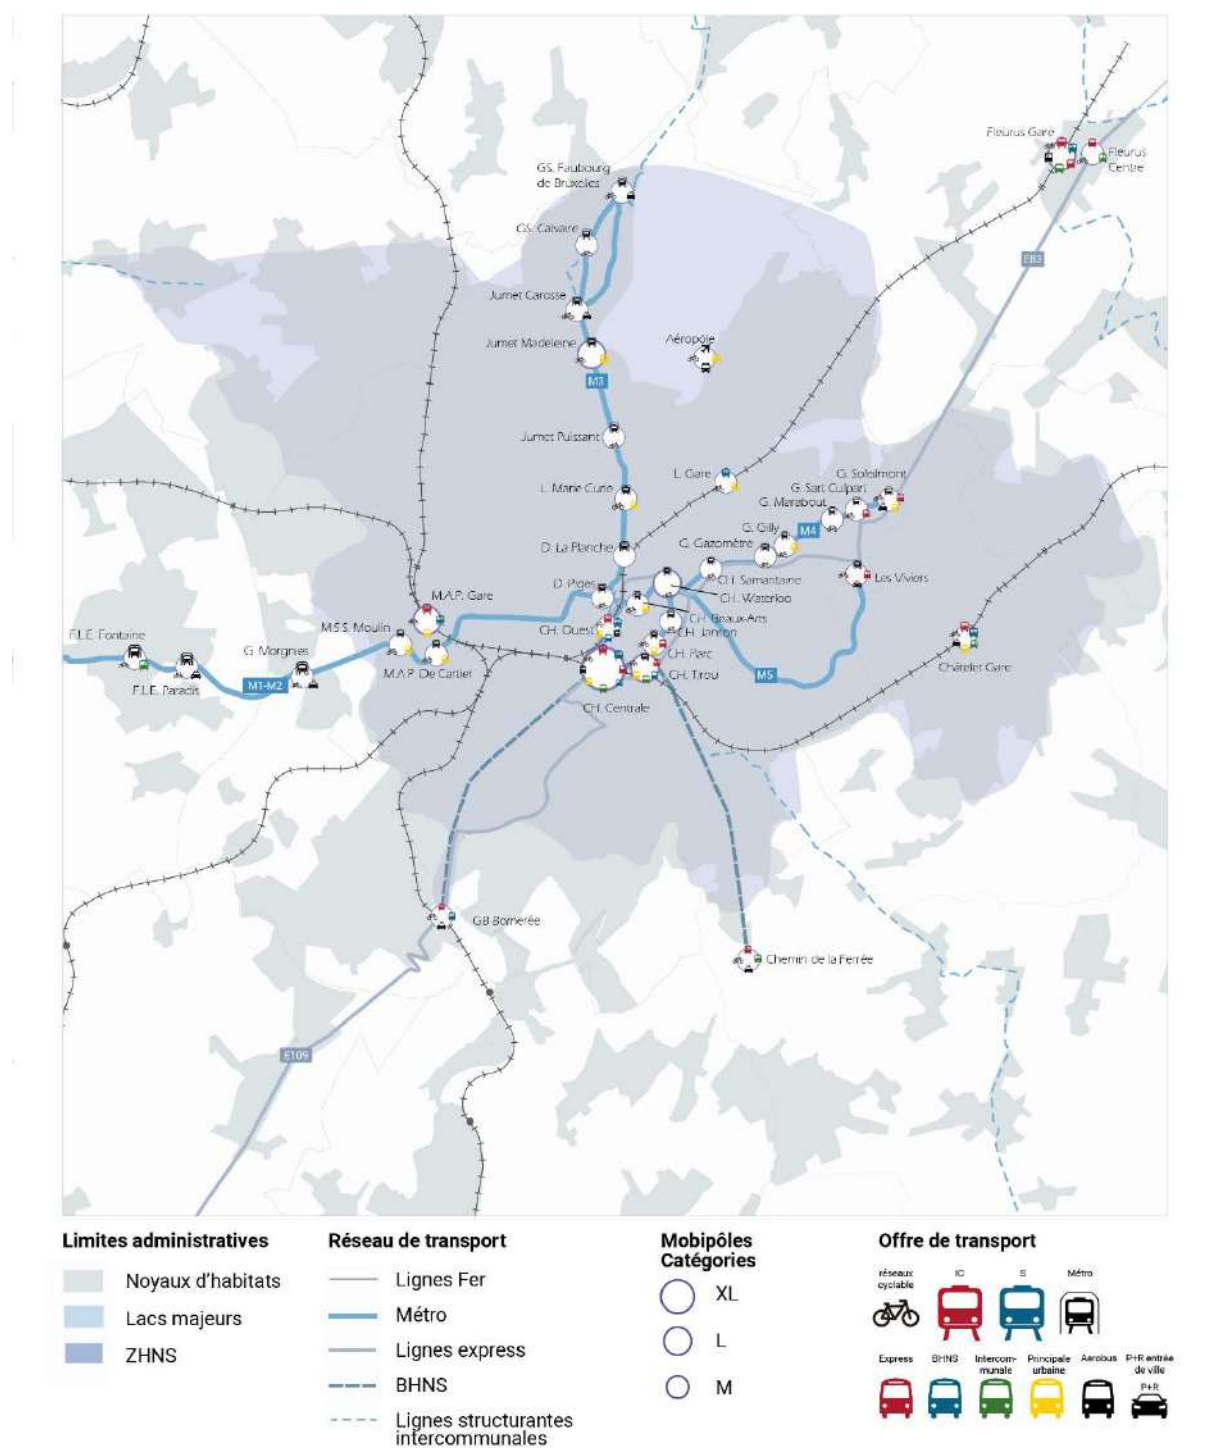 Fleurus Gare
Fleurus
Centre
GS. Faubourg
de Bruxelles
GS. Calvaire
E83
Jumet Carosse
Jumet Madeleine
Aéropôle
M3
Jumet Puissant
L. Gare
G. Soleilmont
G. Sart Culpart
L. Marie Curie
G. Marabout
G. Gilly
M4
D. La Planche
G. Gazomètre
D. Piges
CH. Samaritaine
Les Viviers
M.A.P. Gare
CH. Waterloo
CH. Beaux-Arts
M.S.S. Moulin
CH. Ouest
CH. Janson
F.L.E. Fontaine
G. Morgnies
CH. Parc
Châtelet Gare
M.A.P. De Cartier
CH. Tirou
M5
F.L.E. Paradis
M1-M2
CH. Centrale
GB Bomerée
Chemin de la Ferrée
E109
Limites administratives
Noyaux d'habitats
Lacs majeurs
ZHNS
Réseau de transport
Lignes Fer
Métro
Lignes express
BHNS
Lignes structurantes
intercommunales
Mobipôles
Catégories
XL
L
M
Offre de transport
réseaux
cyclable
IC
S
Métro
Express
BHNS
Intercom-
munale
Principale
urbaine
Aerobus
P+R entrée
de ville
P+R